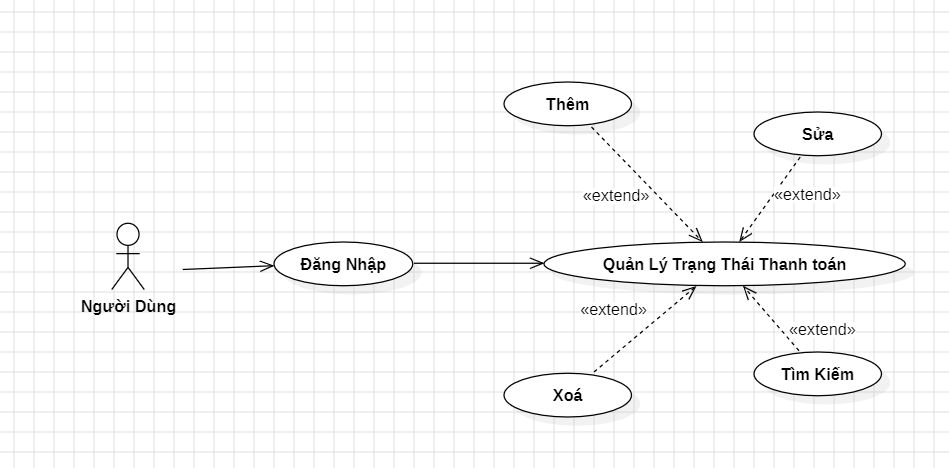 Thêm
Sửa
«extend»
«extend»
Người Dùng
Đăng Nhập
Quản Lý Trạng Thái Thanh toán
«extend»
«extend»
Xoá
Tìm Kiếm